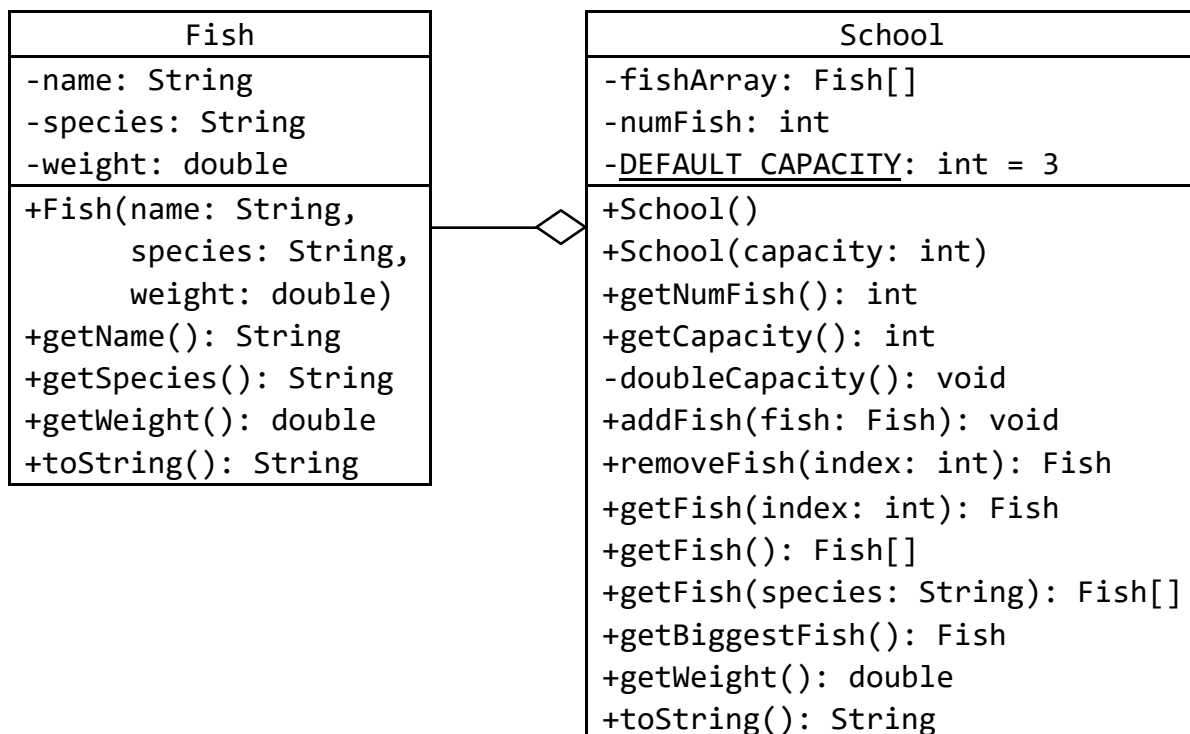 Fish
-name: String
-species: String
-weight: double
+Fish(name: String,
species: String,
weight: double)
+getName(): String
+getSpecies(): String
+getWeight(): double
+toString(): String
School
-fishArray: Fish[]
-numFish: int
-DEFAULT_CAPACITY: int = 3
+School()
+School(capacity: int)
+getNumFish(): int
+getCapacity(): int
-doubleCapacity(): void
+addFish(fish: Fish): void
+removeFish(index: int): Fish
+getFish(index: int): Fish
+getFish(): Fish[]
+getFish(species: String): Fish[]
+getBiggestFish(): Fish
+getWeight(): double
+toString(): String